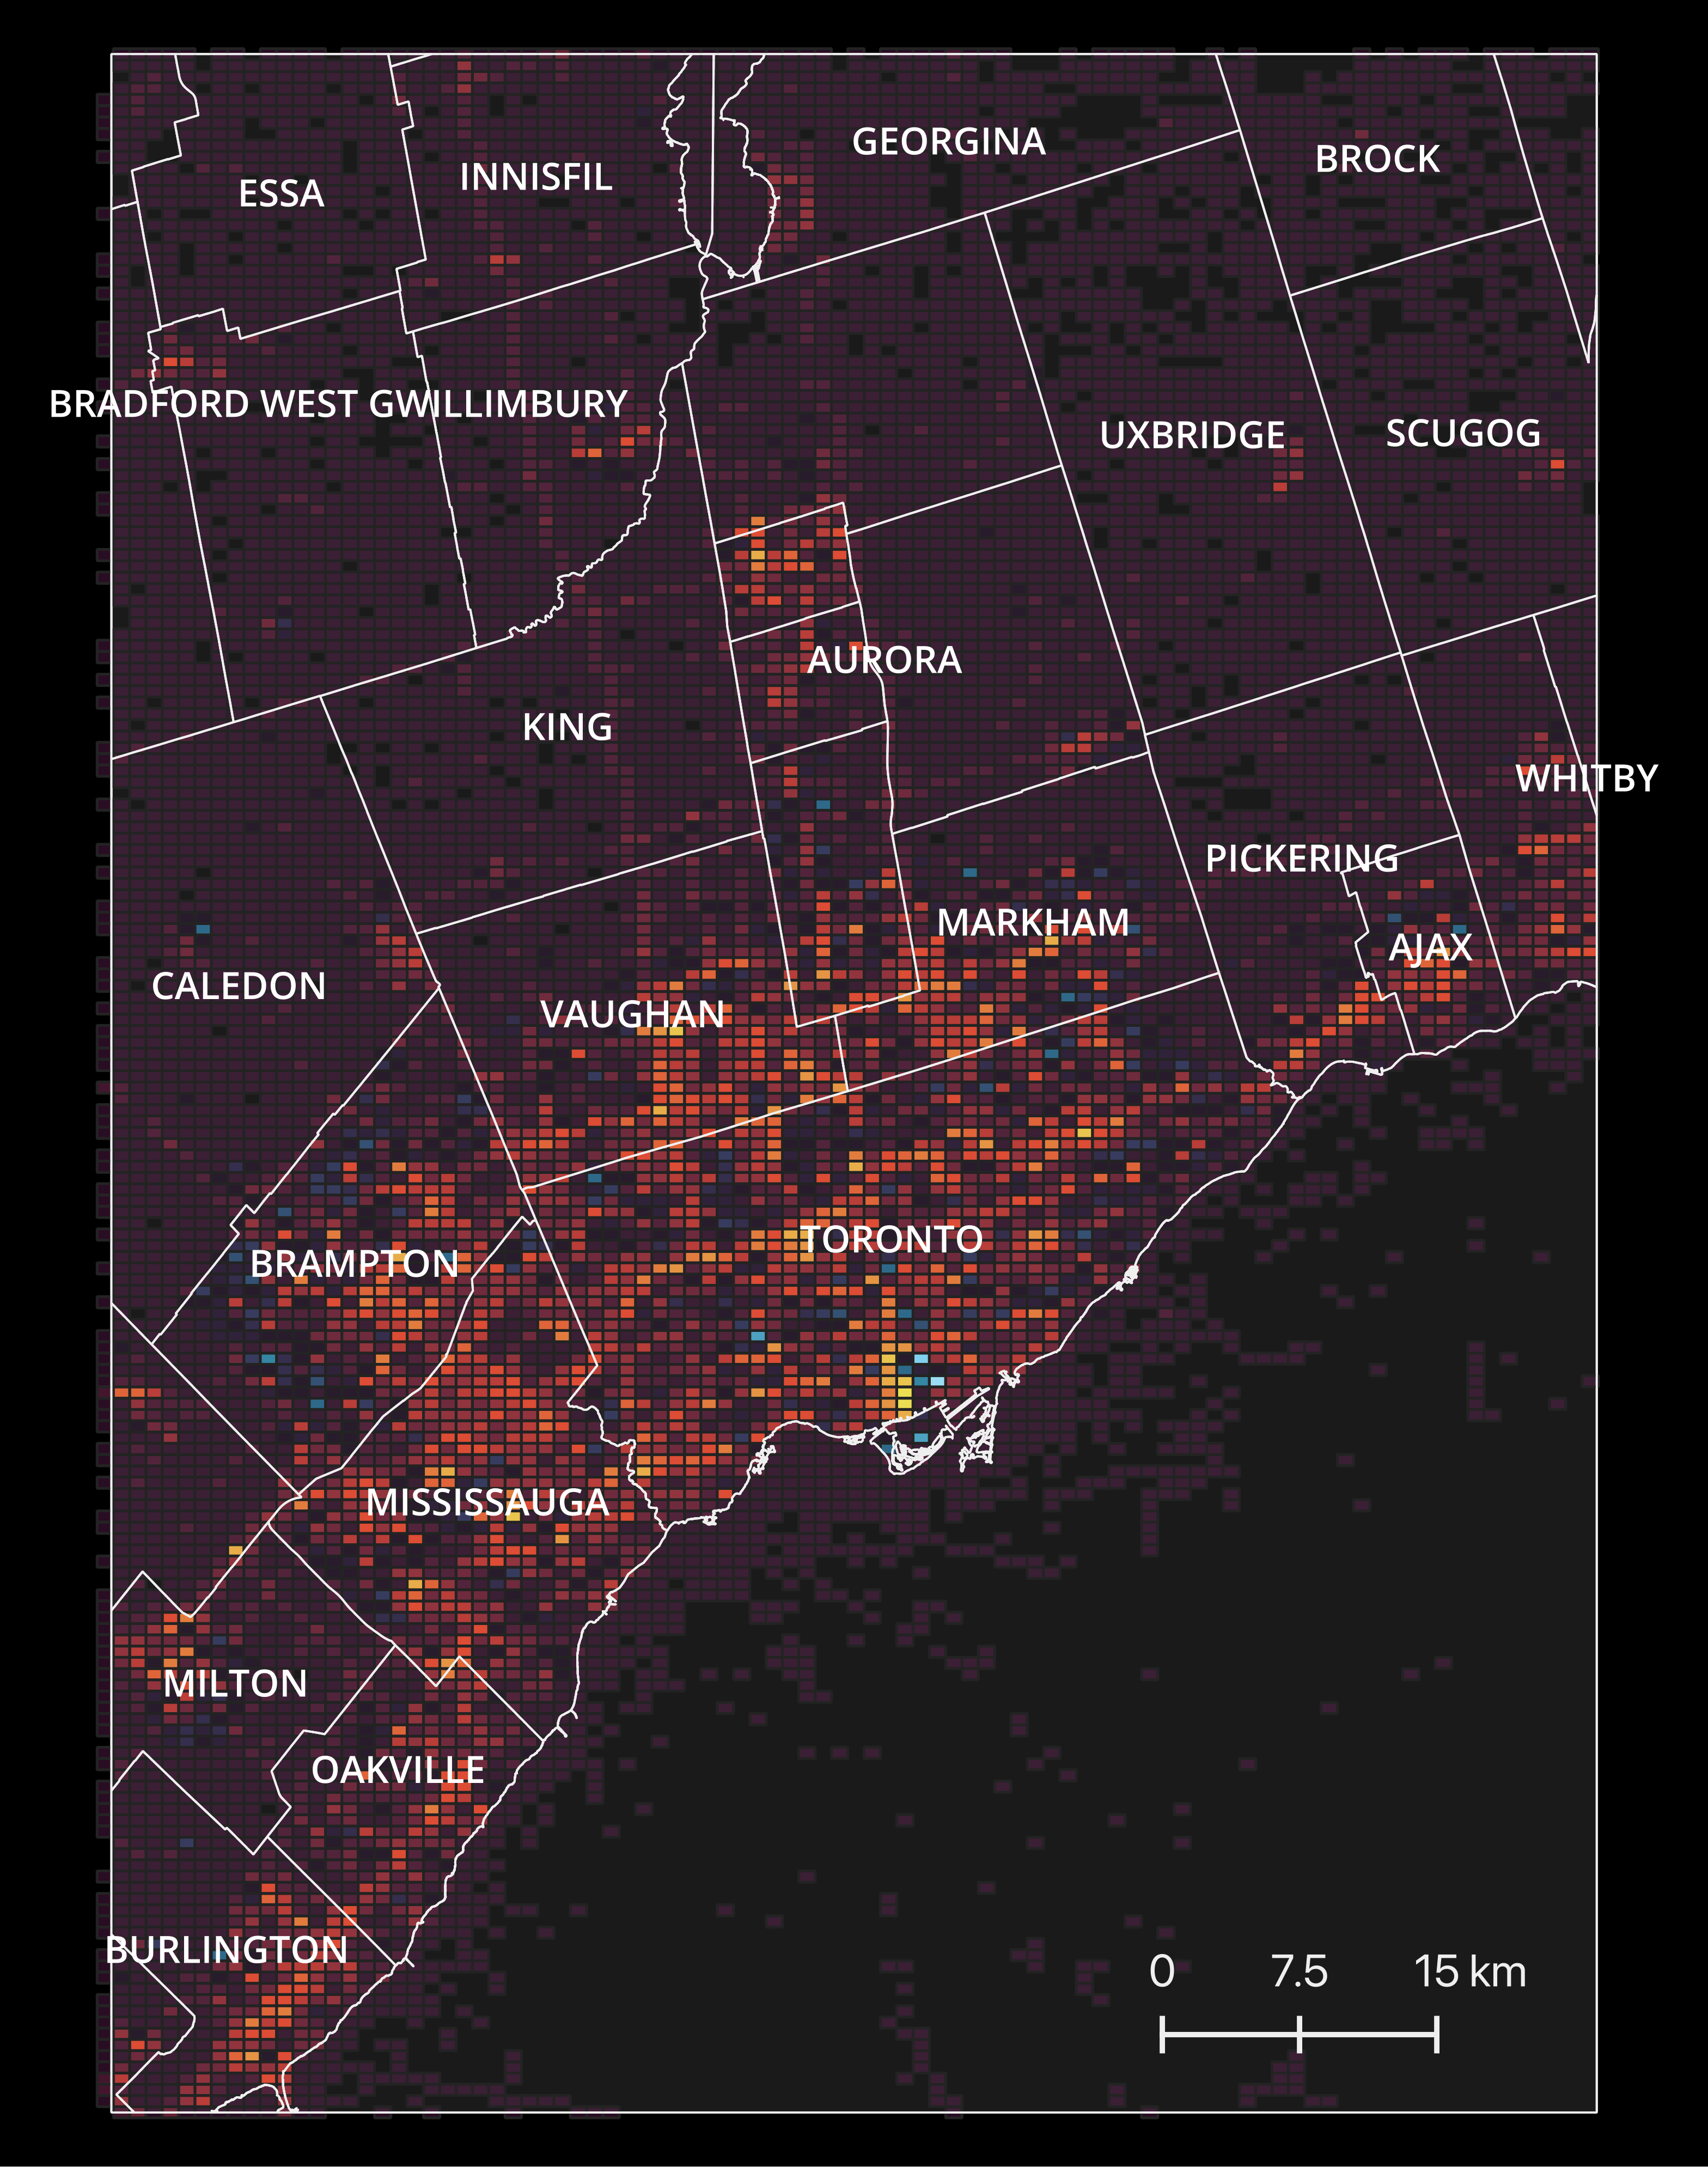 GEORGINA
BROCK
INNISFIL
ESSA
BRADFORD WEST GWILLIMBURY
UXBRIDGE
SCUGOG
AURORA
KING
WHITBY
PICKERING
MARKHAM
AJAX
CALEDON
VAUGHAN
TORONTO
BRAMPTON
MISSISSAUGA
MILTON
OAKVILLE
BURLINGTON
0 7.5 15 km